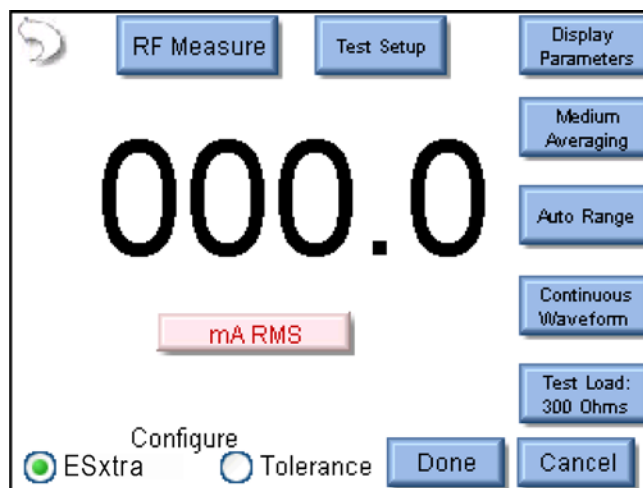 RF Measure
Test Setup
Display
Parameters
Medium
Averaging
000.0
Auto Range
mA RMS
Continuous
Waveform
Test Load:
300 Ohms
Configure
ESxtra
Tolerance
Done
Cancel